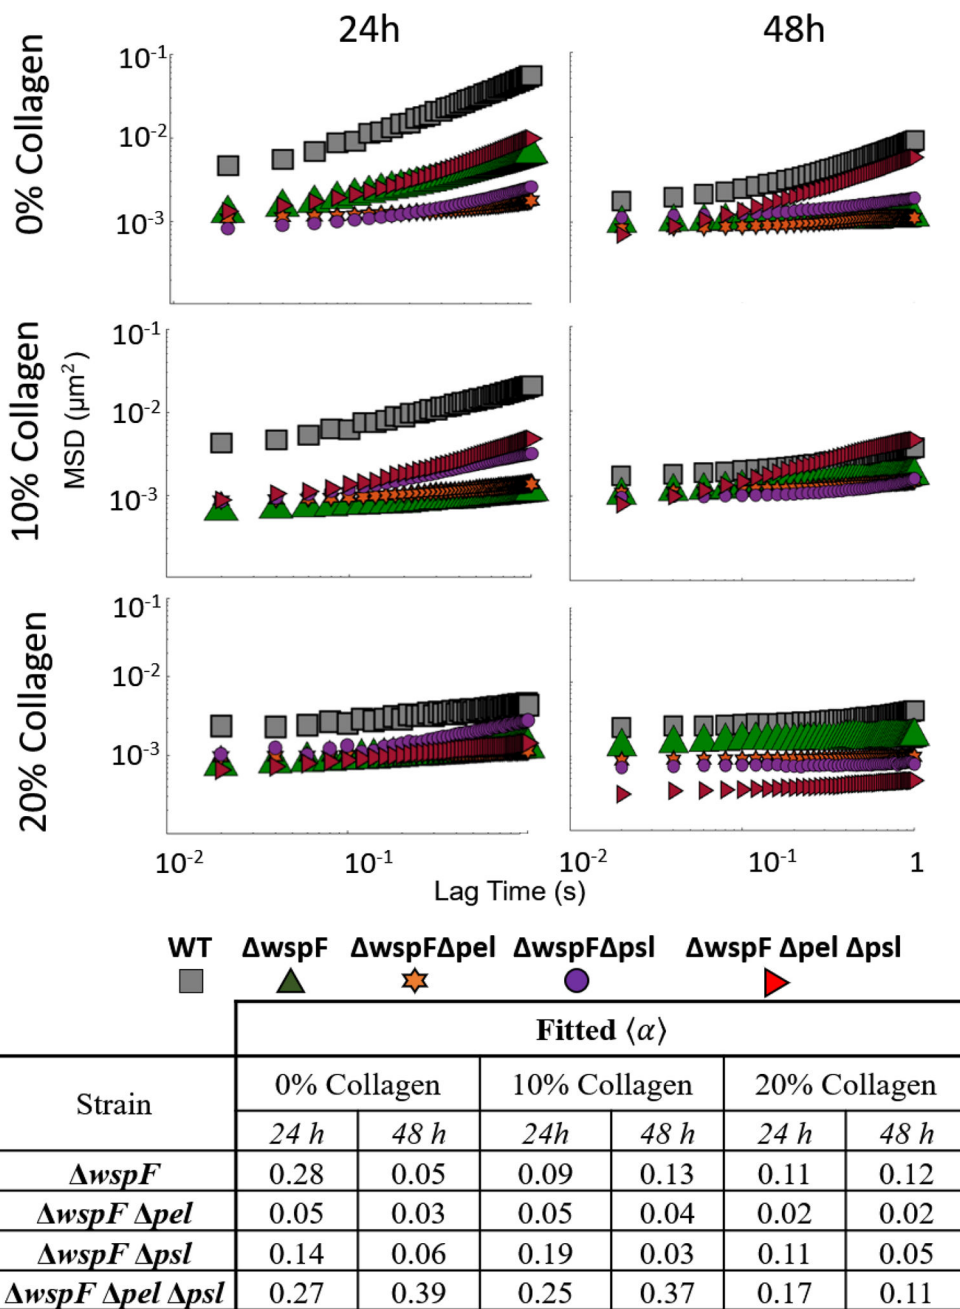 24h 48h
0% Collagen
10⁻¹
10⁻²
10⁻³
10% Collagen
MSD (µm²)
10⁻¹
10⁻²
10⁻³
20% Collagen
10⁻¹
10⁻²
10⁻³
10⁻² 10⁻¹ 10⁻² 10⁻¹ 1
Lag Time (s)
WT ΔwspF ΔwspFΔpel ΔwspFΔpsl ΔwspF Δpel Δpsl
Fitted ⟨α⟩
Strain 0% Collagen 10% Collagen 20% Collagen
24 h 48 h 24h 48 h 24 h 48 h
ΔwspF 0.28 0.05 0.09 0.13 0.11 0.12
ΔwspF Δpel 0.05 0.03 0.05 0.04 0.02 0.02
ΔwspF Δpsl 0.14 0.06 0.19 0.03 0.11 0.05
ΔwspF Δpel Δpsl 0.27 0.39 0.25 0.37 0.17 0.11